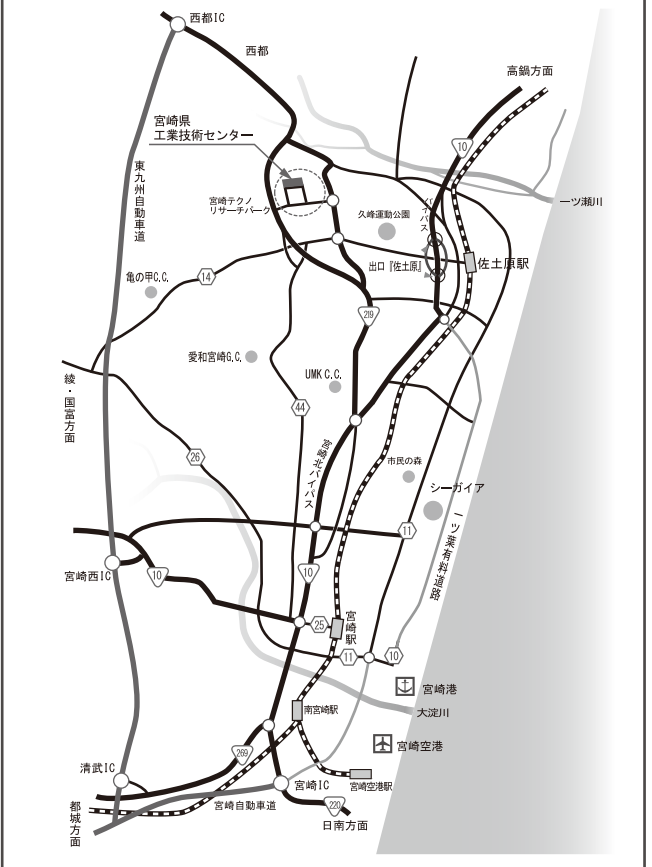 西都IC
西都
高鍋方面
宮崎県
工業技術センター
10
東九州自動車道
宮崎テクノ
リサーチパーク
一ツ瀬川
バイパス
久峰運動公園
佐土原駅
出口『佐土原』
亀の甲C.C.
14
219
愛和宮崎G.C.
UMK C.C.
綾・国富方面
44
宮崎北バイパス
26
市民の森
シーガイア
一ツ葉有料道路
11
宮崎西IC
10
10
25
宮崎駅
11
10
宮崎港
南宮崎駅
大淀川
宮崎空港
269
清武IC
宮崎IC
宮崎空港駅
都城方面
宮崎自動車道
220
日南方面